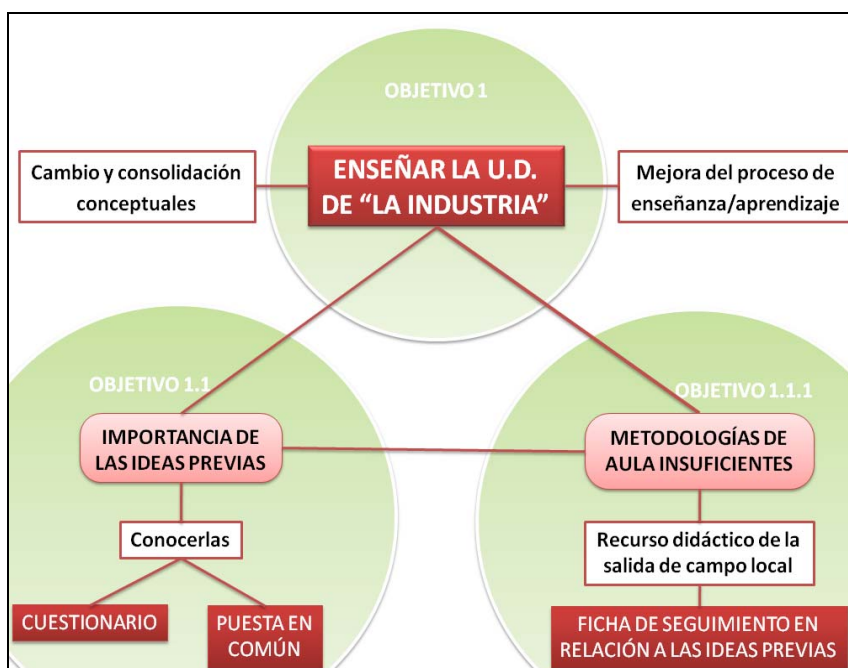 OBJETIVO 1
Cambio y consolidación
conceptuales
ENSEÑAR LA U.D.
DE “LA INDUSTRIA”
Mejora del proceso de
enseñanza/aprendizaje
OBJETIVO 1.1
IMPORTANCIA DE
LAS IDEAS PREVIAS
Conocerlas
CUESTIONARIO
PUESTA EN
COMÚN
OBJETIVO 1.1.1
METODOLOGÍAS DE
AULA INSUFICIENTES
Recurso didáctico de la
salida de campo local
FICHA DE SEGUIMIENTO EN
RELACIÓN A LAS IDEAS PREVIAS